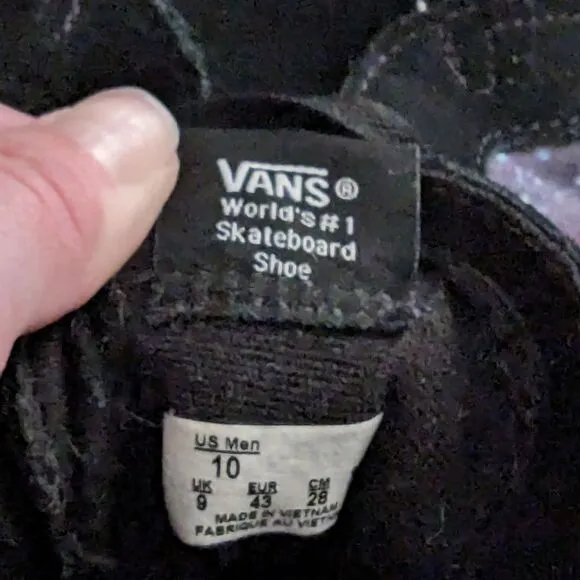 VANS®
World's #1
Skateboard
Shoe
US Men
10
UK EUR CM
9 43 28
MADE IN VIETNAM
FABRIQUE AU VIETN